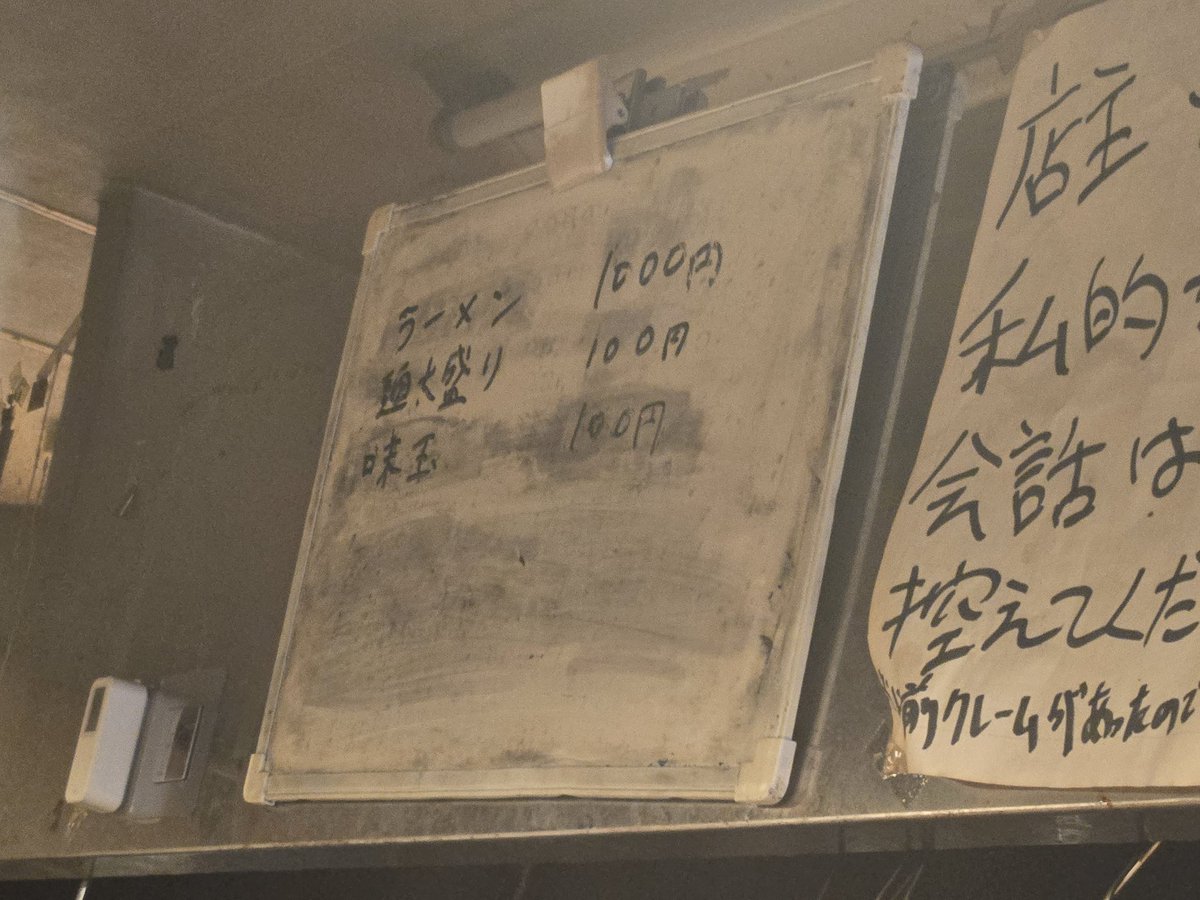 ラーメン 1000円
麺大盛り 100円
味玉 100円
店主
私的
会話は
控えてくだ
前クレームがあったので